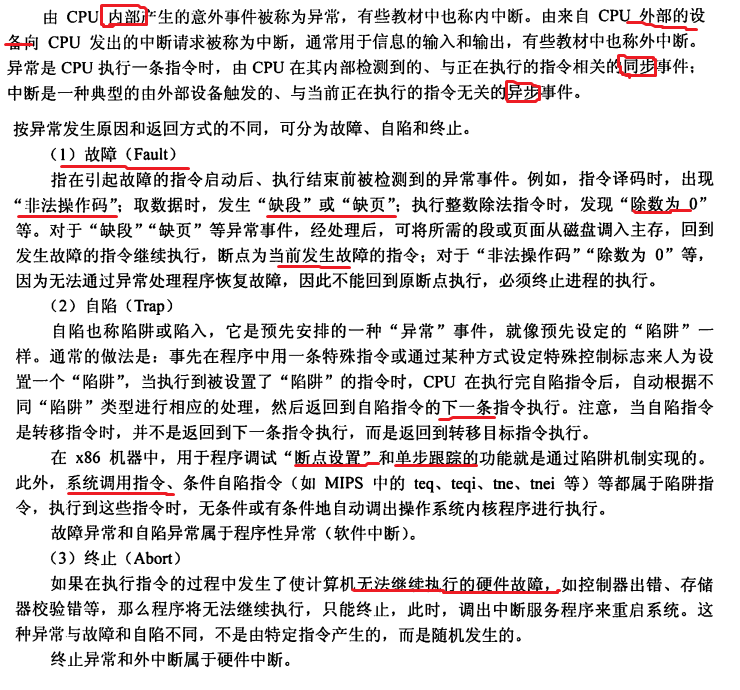 由 CPU 内部产生的意外事件被称为异常，有些教材中也称内中断。由来自 CPU 外部的设
备向 CPU 发出的中断请求被称为中断，通常用于信息的输入和输出，有些教材中也称外中断。
异常是 CPU 执行一条指令时，由 CPU 在其内部检测到的、与正在执行的指令相关的同步事件；
中断是一种典型的由外部设备触发的、与当前正在执行的指令无关的异步事件。
按异常发生原因和返回方式的不同，可分为故障、自陷和终止。
（1）故障（Fault）
指在引起故障的指令启动后、执行结束前被检测到的异常事件。例如，指令译码时，出现
“非法操作码”；取数据时，发生“缺段”或“缺页”；执行整数除法指令时，发现“除数为 0”
等。对于“缺段”“缺页”等异常事件，经处理后，可将所需的段或页面从磁盘调入主存，回到
发生故障的指令继续执行，断点为当前发生故障的指令；对于“非法操作码”“除数为 0”等，
因为无法通过异常处理程序恢复故障，因此不能回到原断点执行，必须终止进程的执行。
（2）自陷（Trap）
自陷也称陷阱或陷入，它是预先安排的一种“异常”事件，就像预先设定的“陷阱”一
样。通常的做法是：事先在程序中用一条特殊指令或通过某种方式设定特殊控制标志来人为设
置一个“陷阱”，当执行到被设置了“陷阱”的指令时，CPU 在执行完自陷指令后，自动根据不
同“陷阱”类型进行相应的处理，然后返回到自陷指令的下一条指令执行。注意，当自陷指令
是转移指令时，并不是返回到下一条指令执行，而是返回到转移目标指令执行。
在 x86 机器中，用于程序调试“断点设置”和单步跟踪的功能就是通过陷阱机制实现的。
此外，系统调用指令、条件自陷指令（如 MIPS 中的 teq、teqi、tne、tnei 等）等都属于陷阱指
令，执行到这些指令时，无条件或有条件地自动调出操作系统内核程序进行执行。
故障异常和自陷异常属于程序性异常（软件中断）。
（3）终止（Abort）
如果在执行指令的过程中发生了使计算机无法继续执行的硬件故障，如控制器出错、存储
器校验错等，那么程序将无法继续执行，只能终止，此时，调出中断服务程序来重启系统。这
种异常与故障和自陷不同，不是由特定指令产生的，而是随机发生的。
终止异常和外中断属于硬件中断。